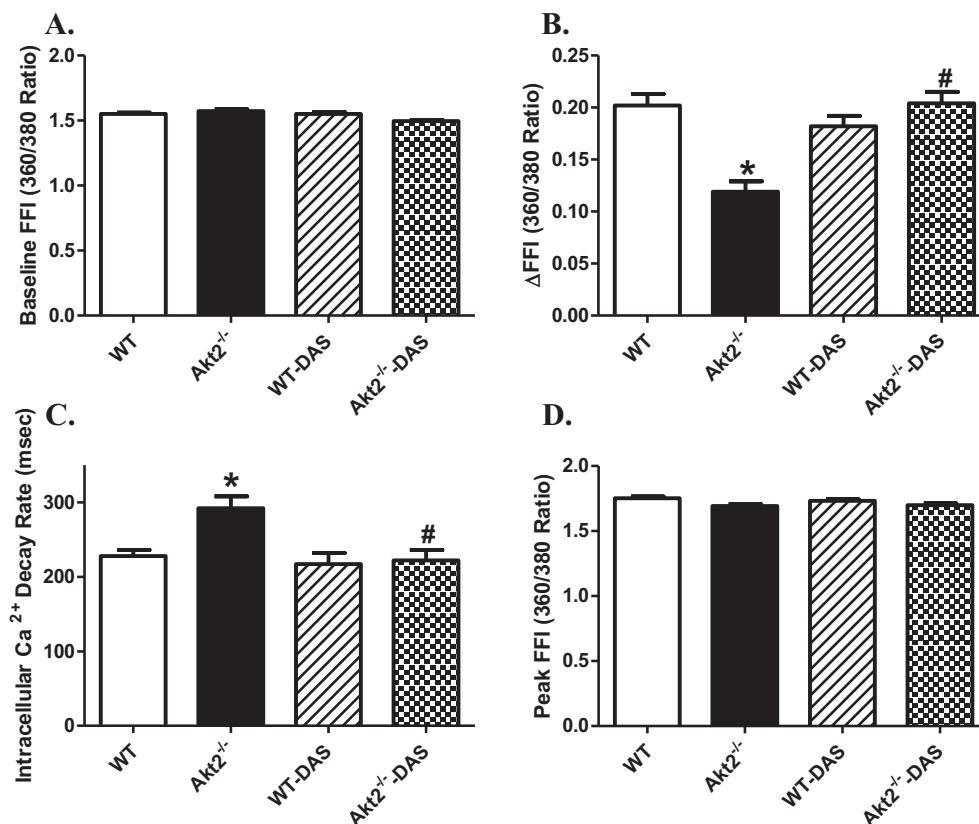 A.
Baseline FFI (360/380 Ratio)
2.0
1.5
1.0
0.5
0.0
WT
Akt2-/-
WT-DAS
Akt2-/--DAS
B.
ΔFFI (360/380 Ratio)
0.25
0.20
0.15
0.10
0.05
0.00
*
#
WT
Akt2-/-
WT-DAS
Akt2-/--DAS
C.
Intracellular Ca 2+ Decay Rate (msec)
300
200
100
0
*
#
WT
Akt2-/-
WT-DAS
Akt2-/--DAS
D.
Peak FFI (360/380 Ratio)
2.0
1.5
1.0
0.5
0.0
WT
Akt2-/-
WT-DAS
Akt2-/--DAS